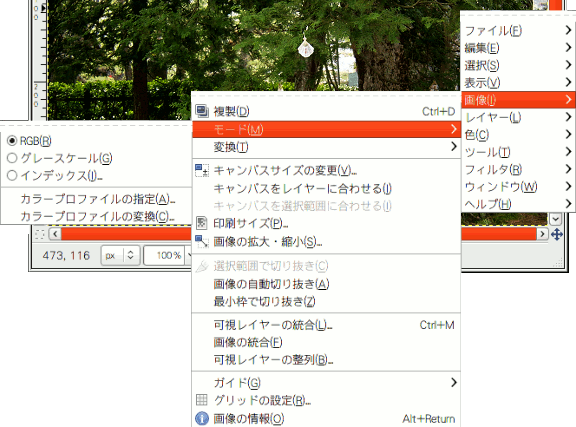 ファイル(F)
編集(E)
選択(S)
表示(V)
画像(I)
レイヤー(L)
色(C)
ツール(T)
フィルタ(R)
ウィンドウ(W)
ヘルプ(H)
複製(D) Ctrl+D
モード(M)
変換(T)
キャンバスサイズの変更(V)...
キャンバスをレイヤーに合わせる(I)
キャンバスを選択範囲に合わせる(I)
印刷サイズ(P)...
画像の拡大・縮小(S)...
選択範囲で切り抜き(C)
画像の自動切り抜き(A)
最小枠で切り抜き(Z)
可視レイヤーの統合(L)... Ctrl+M
画像の統合(F)
可視レイヤーの整列(B)...
ガイド(G)
グリッドの設定(R)...
画像の情報(O) Alt+Return
RGB(R)
グレースケール(G)
インデックス(I)...
カラープロファイルの指定(A)...
カラープロファイルの変換(C)...
473, 116 px 100%